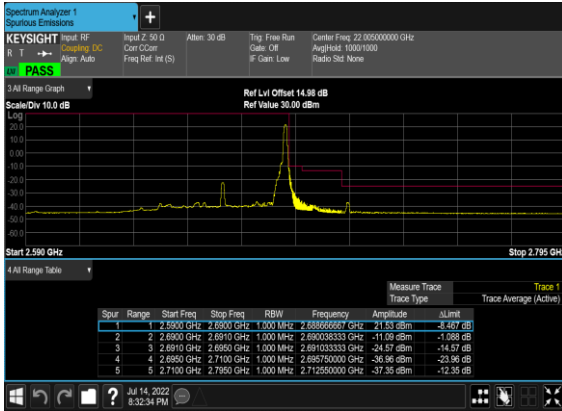 Spectrum Analyzer 1
Spurious Emissions
+
KEYSIGHT Input: RF Input Z: 50 Ω Atten: 30 dB Trig: Free Run Center Freq: 22.005000000 GHz
R T Coupling: DC Corr CCorr Gate: Off Avg|Hold: 1000/1000
Align: Auto Freq Ref: Int (S) IF Gain: Low Radio Std: None
PASS
3 All Range Graph
Ref Lvl Offset 14.98 dB
Scale/Div 10.0 dB Ref Value 30.00 dBm
Log
20.0
10.0
0.00
-10.0
-20.0
-30.0
-40.0
-50.0
-60.0
Start 2.590 GHz Stop 2.795 GH
4 All Range Table
Measure Trace Trace 1
Trace Type Trace Average (Active)
Spur Range Start Freq Stop Freq RBW Frequency Amplitude ΔLimit
1 1 2.5900 GHz 2.6900 GHz 1.000 MHz 2.688666667 GHz 21.53 dBm -8.467 dB
2 2 2.6900 GHz 2.6910 GHz 1.000 MHz 2.690038333 GHz -11.09 dBm -1.088 dB
3 3 2.6910 GHz 2.6950 GHz 1.000 MHz 2.691033333 GHz -24.57 dBm -14.57 dB
4 4 2.6950 GHz 2.7100 GHz 1.000 MHz 2.695750000 GHz -36.96 dBm -23.96 dB
5 5 2.7100 GHz 2.7950 GHz 1.000 MHz 2.712550000 GHz -37.35 dBm -12.35 dB
? Jul 14, 2022
8:32:34 PM